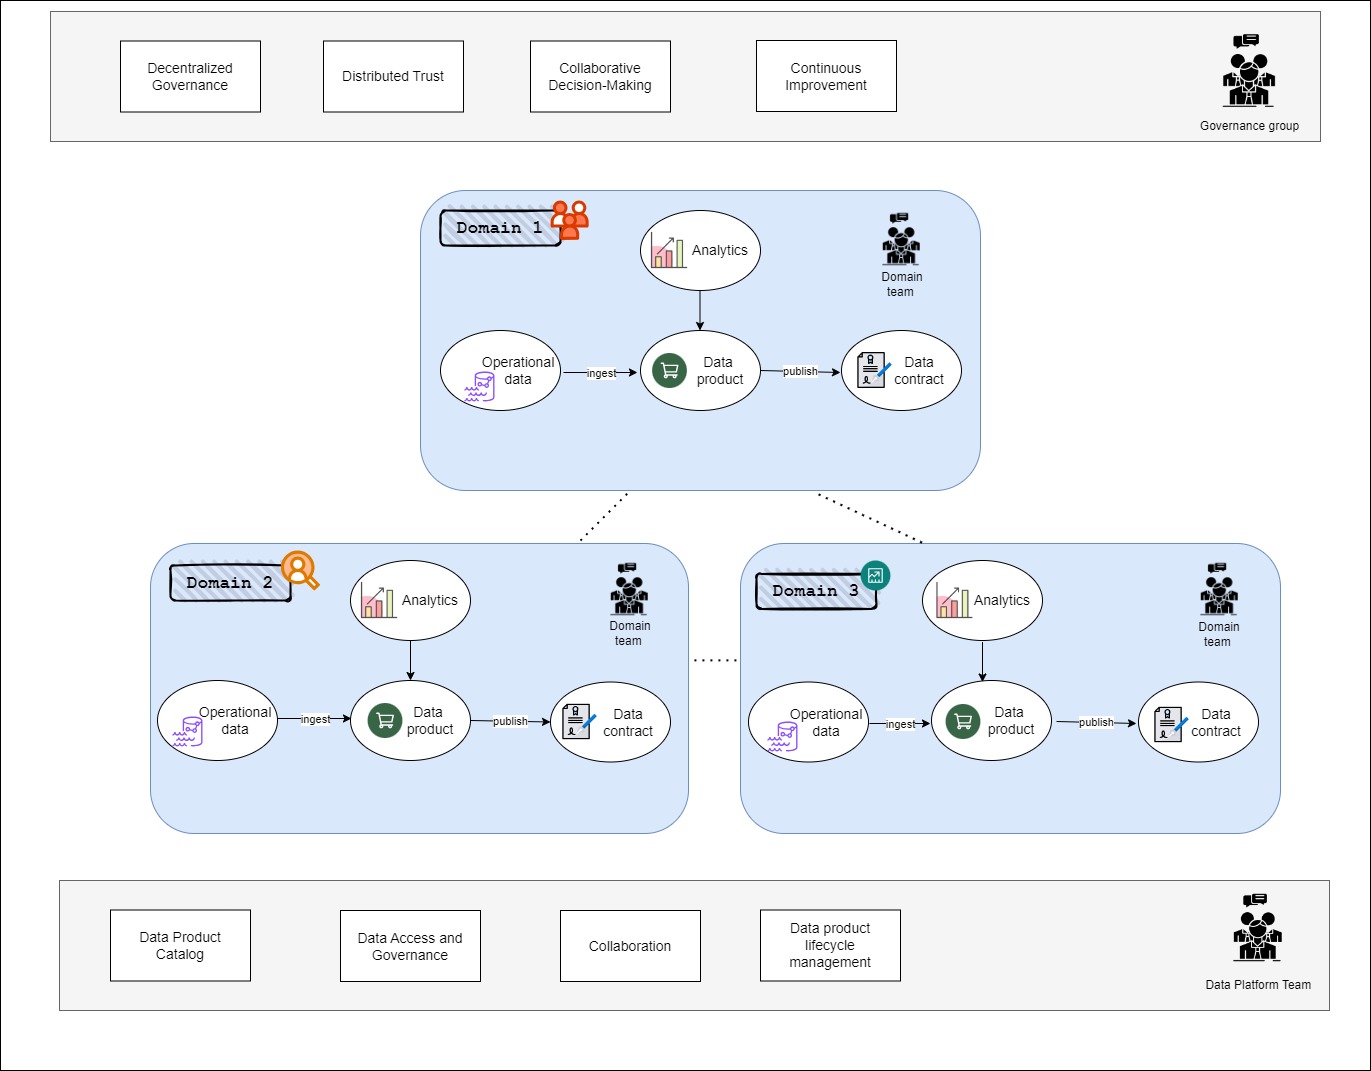 Decentralized
Governance
Distributed Trust
Collaborative
Decision-Making
Continuous
Improvement
Governance group
Domain 1
Analytics
Domain
team
Operational
data
ingest
Data
product
publish
Data
contract
Domain 2
Analytics
Domain
team
Operational
data
ingest
Data
product
publish
Data
contract
Domain 3
Analytics
Domain
team
Operational
data
ingest
Data
product
publish
Data
contract
Data Product
Catalog
Data Access and
Governance
Collaboration
Data product
lifecycle
management
Data Platform Team